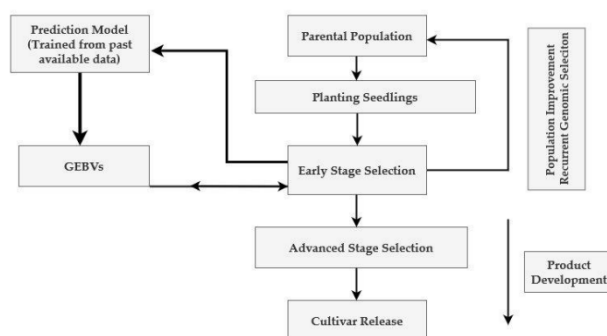 Prediction Model
(Trained from past
available data)
Parental Population
Planting Seedlings
GEBVs
Early Stage Selection
Population Improvement
Recurrent Genomic Seleciton
Advanced Stage Selection
Product
Development
Cultivar Release